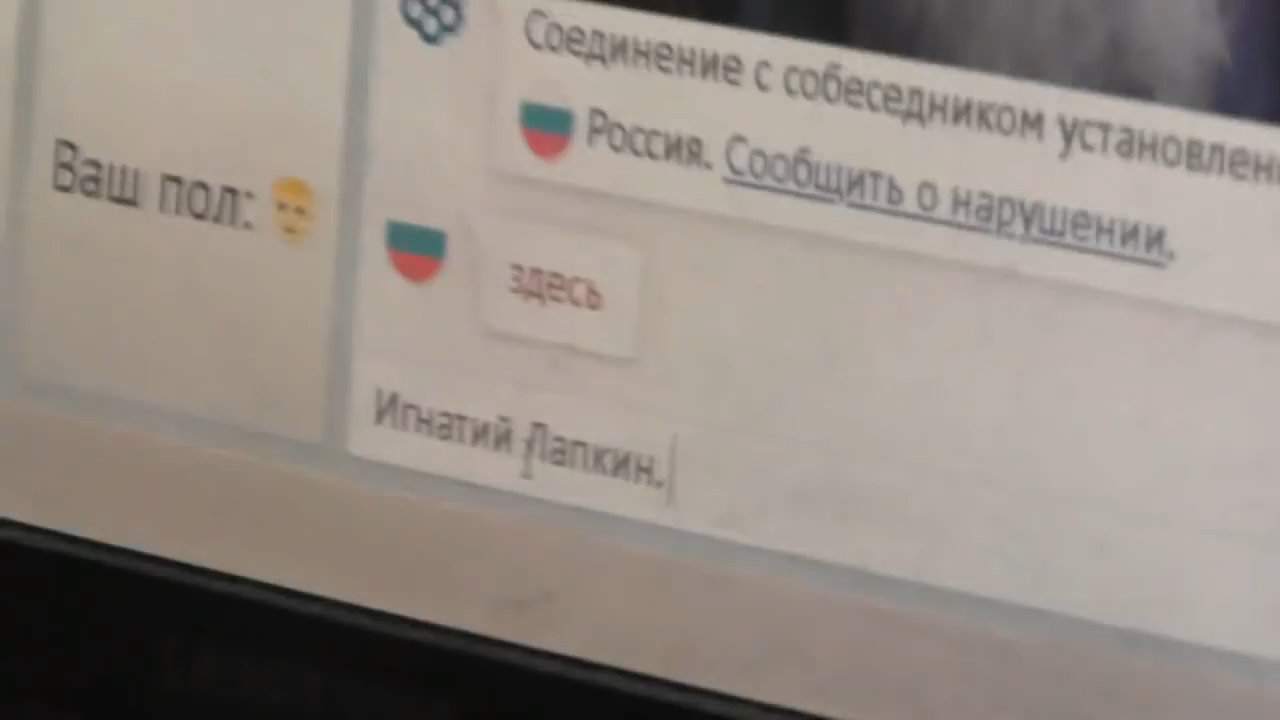 Соединение с собеседником установлен
Россия. Сообщить о нарушении.
Ваш пол:
здесь
Игнатий Лапкин.